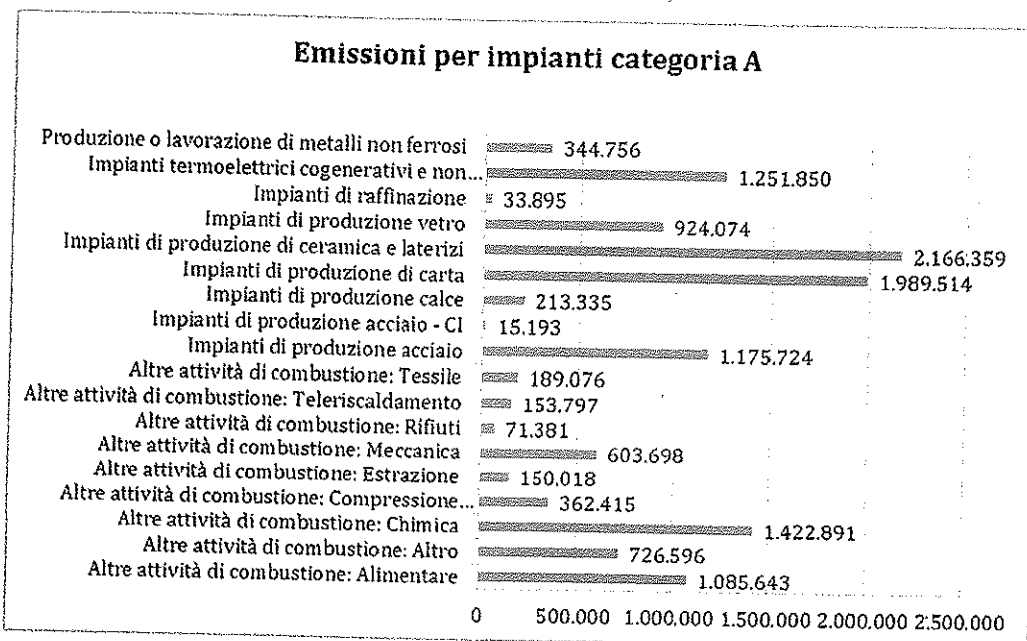 Emissioni per impianti categoria A
Produzione o lavorazione di metalli non ferrosi 344.756
Impianti termoelettrici cogenerativi e non... 1.251.850
Impianti di raffinazione 33.895
Impianti di produzione vetro 924.074
Impianti di produzione di ceramica e laterizi 2.166.359
Impianti di produzione di carta 1.989.514
Impianti di produzione calce 213.335
Impianti di produzione acciaio - CI 15.193
Impianti di produzione acciaio 1.175.724
Altre attività di combustione: Tessile 189.076
Altre attività di combustione: Teleriscaldamento 153.797
Altre attività di combustione: Rifiuti 71.381
Altre attività di combustione: Meccanica 603.698
Altre attività di combustione: Estrazione 150.018
Altre attività di combustione: Compressione... 362.415
Altre attività di combustione: Chimica 1.422.891
Altre attività di combustione: Altro 726.596
Altre attività di combustione: Alimentare 1.085.643
0 500.000 1.000.000 1.500.000 2.000.000 2.500.000